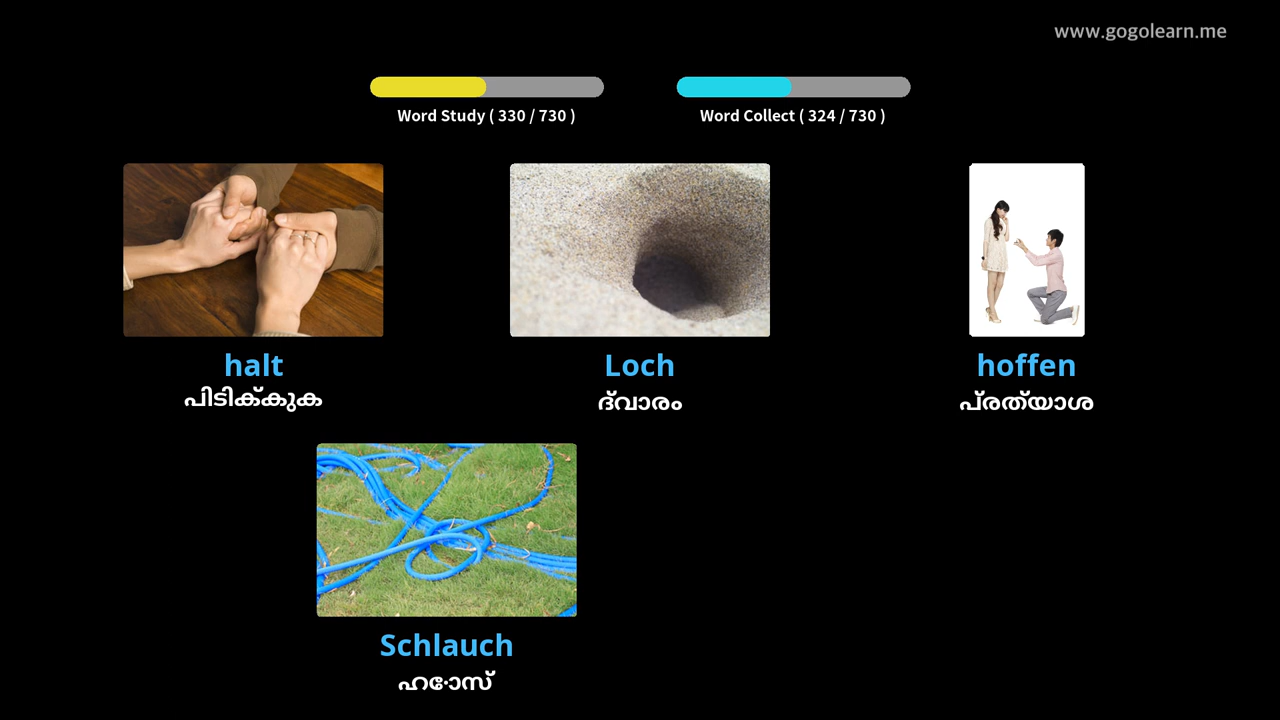 www.gogolearn.me
Word Study ( 330 / 730 )
Word Collect ( 324 / 730 )
halt
പിടിക്കുക
Loch
ദ്വാരം
hoffen
പ്രത്യാശ
Schlauch
ഹോസ്